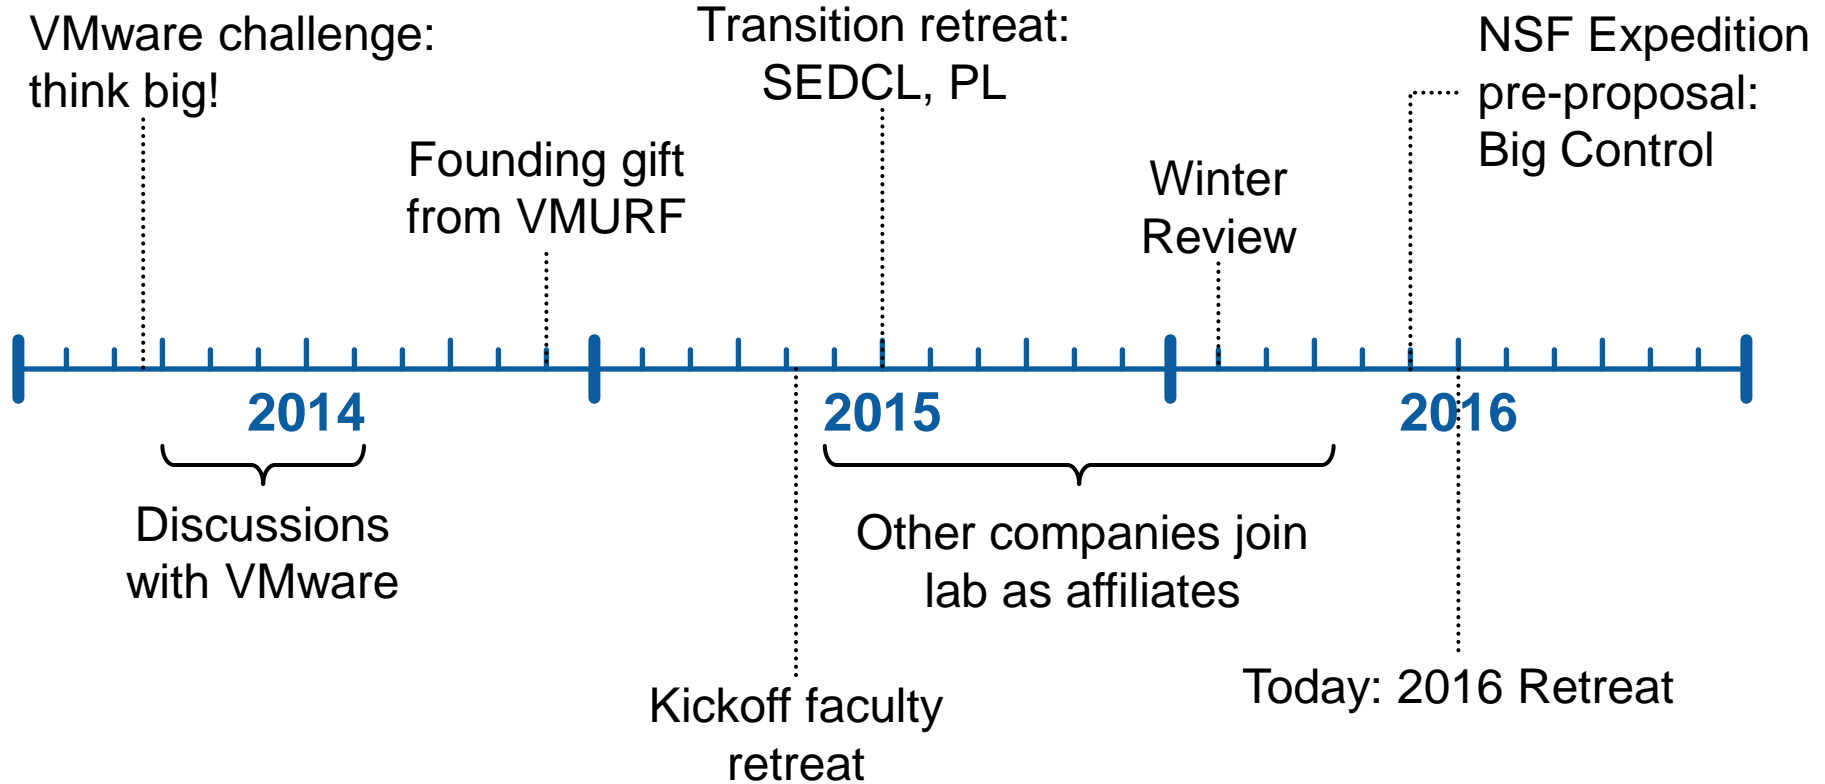 VMware challenge:
think big!
Founding gift
from VMURF
Transition retreat:
SEDCL, PL
Winter
Review
NSF Expedition
pre-proposal:
Big Control
2014
2015
2016
Discussions
with VMware
Other companies join
lab as affiliates
Kickoff faculty
retreat
Today: 2016 Retreat